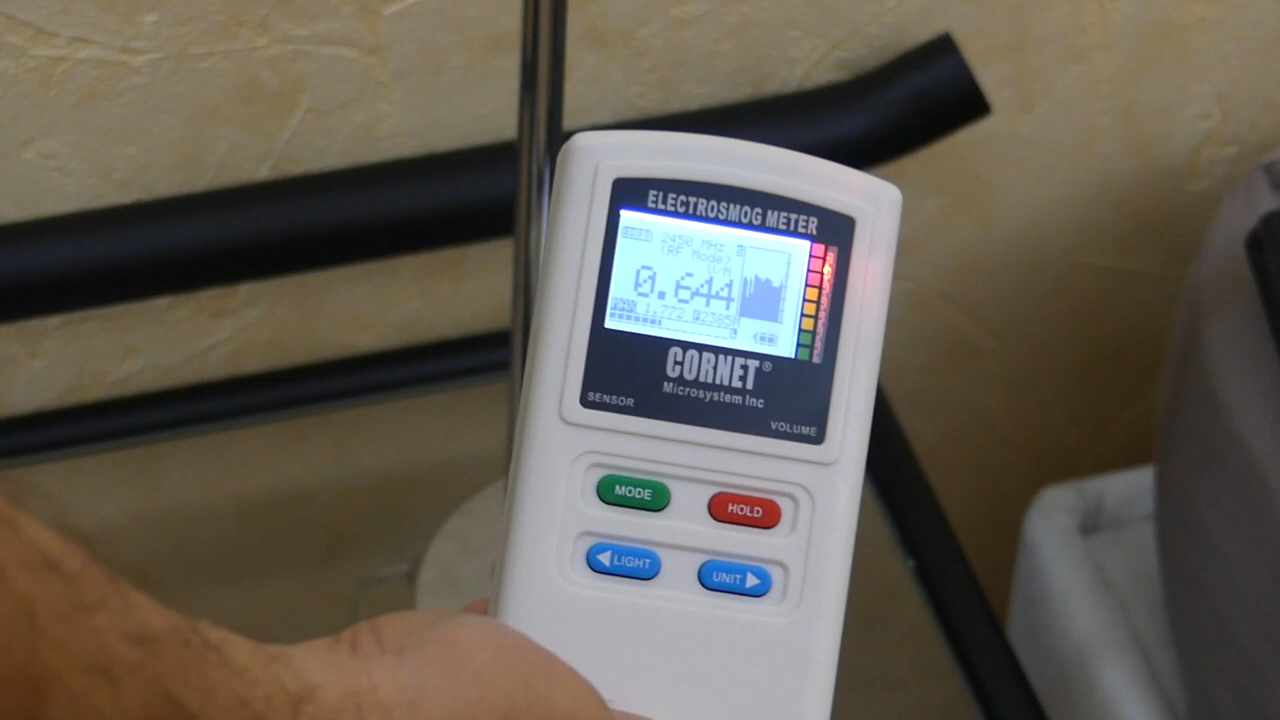 ELECTROSMOG METER
2450 MHz
(RF Mode)
V/M
0.644
1.772
CORNET®
Microsystem Inc
SENSOR
VOLUME
MODE
HOLD
◀LIGHT
UNIT▶